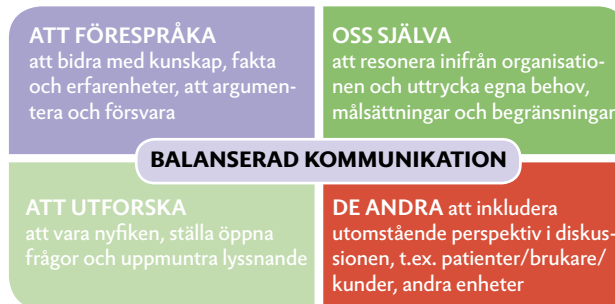 ATT FÖRESPRÅKA
att bidra med kunskap, fakta
och erfarenheter, att argumen-
tera och försvara
OSS SJÄLVA
att resonera inifrån organisatio-
nen och uttrycka egna behov,
målsättningar och begränsningar
BALANSERAD KOMMUNIKATION
ATT UTFORSKA
att vara nyfiken, ställa öppna
frågor och uppmuntra lyssnande
DE ANDRA att inkludera
utomstående perspektiv i diskus-
sionen, t.ex. patienter/brukare/
kunder, andra enheter